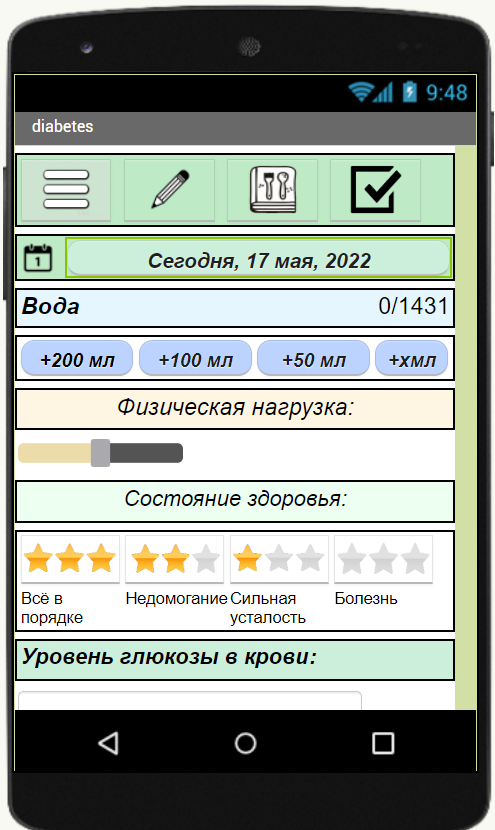 9:48
diabetes
1
Сегодня, 17 мая, 2022
Вода 0/1431
+200 мл +100 мл +50 мл +хмл
Физическая нагрузка:
Состояние здоровья:
Всё в порядке
Недомогание
Сильная усталость
Болезнь
Уровень глюкозы в крови: